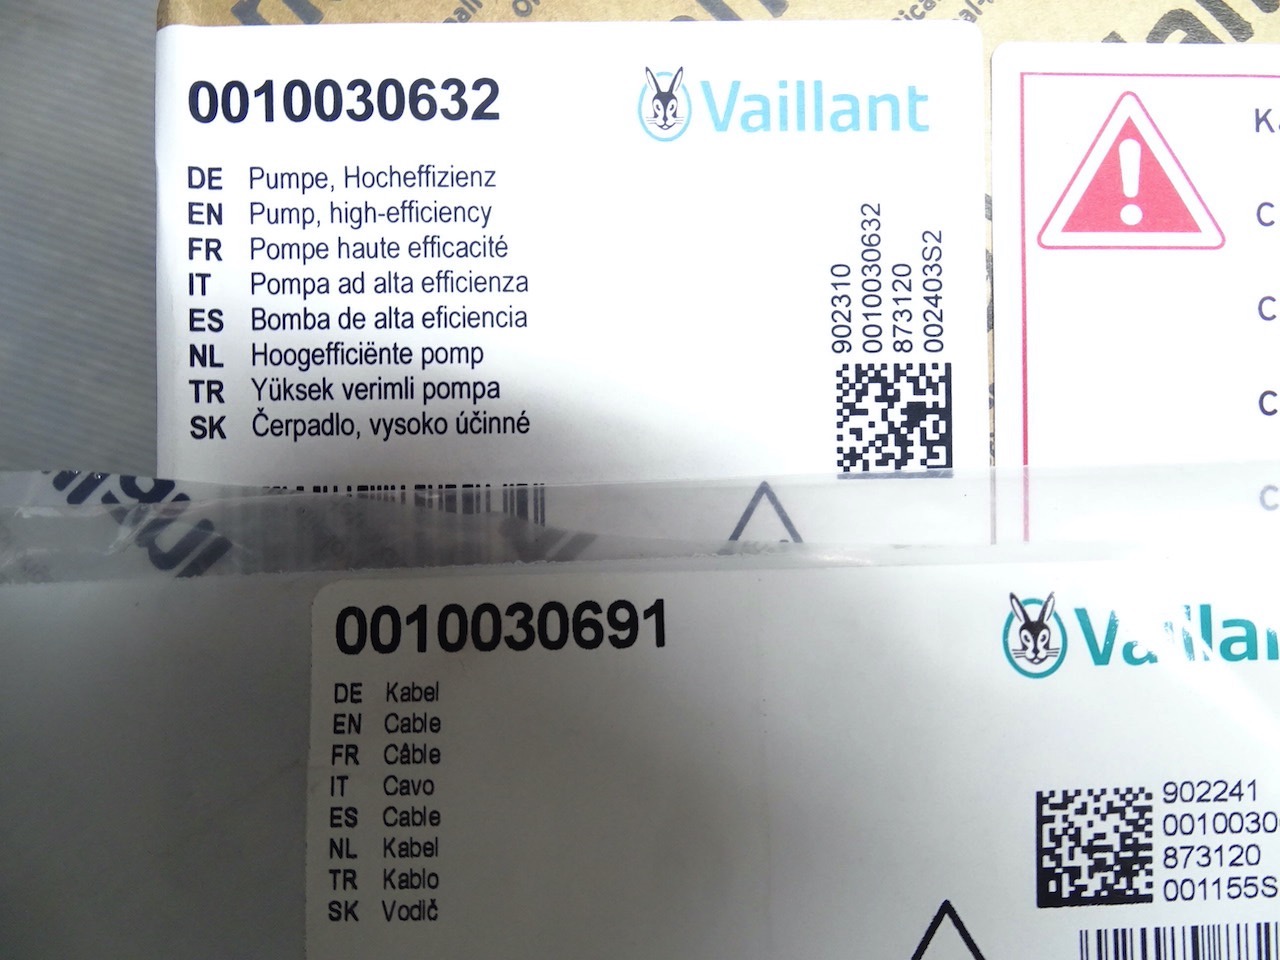 0010030632
Vaillant
DE Pumpe, Hocheffizienz
EN Pump, high-efficiency
FR Pompe haute efficacité
IT Pompa ad alta efficienza
ES Bomba de alta eficiencia
NL Hoogefficiënte pomp
TR Yüksek verimli pompa
SK Čerpadlo, vysoko účinné
902310
0010030632
873120
002403S2
0010030691
Vaillan
DE Kabel
EN Cable
FR Câble
IT Cavo
ES Cable
NL Kabel
TR Kablo
SK Vodič
902241
0010030
873120
001155S